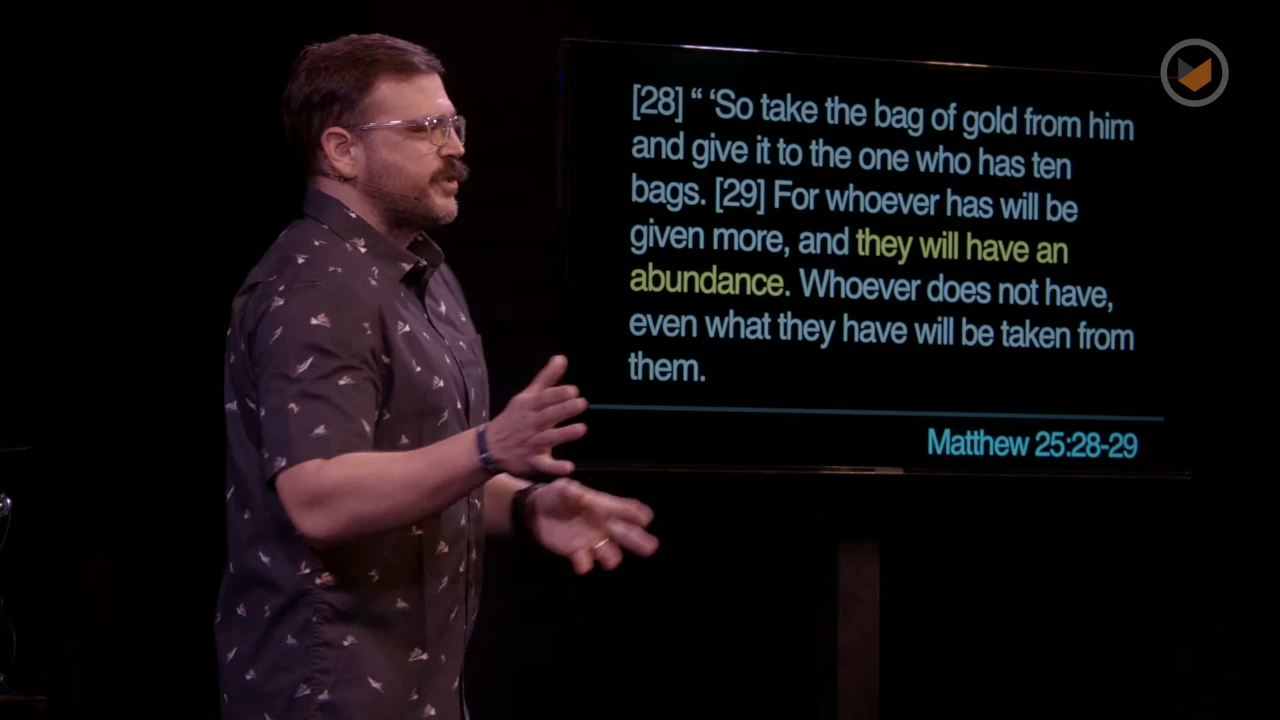 [28] “ ‘So take the bag of gold from him
and give it to the one who has ten
bags. [29] For whoever has will be
given more, and they will have an
abundance. Whoever does not have,
even what they have will be taken from
them.
Matthew 25:28-29